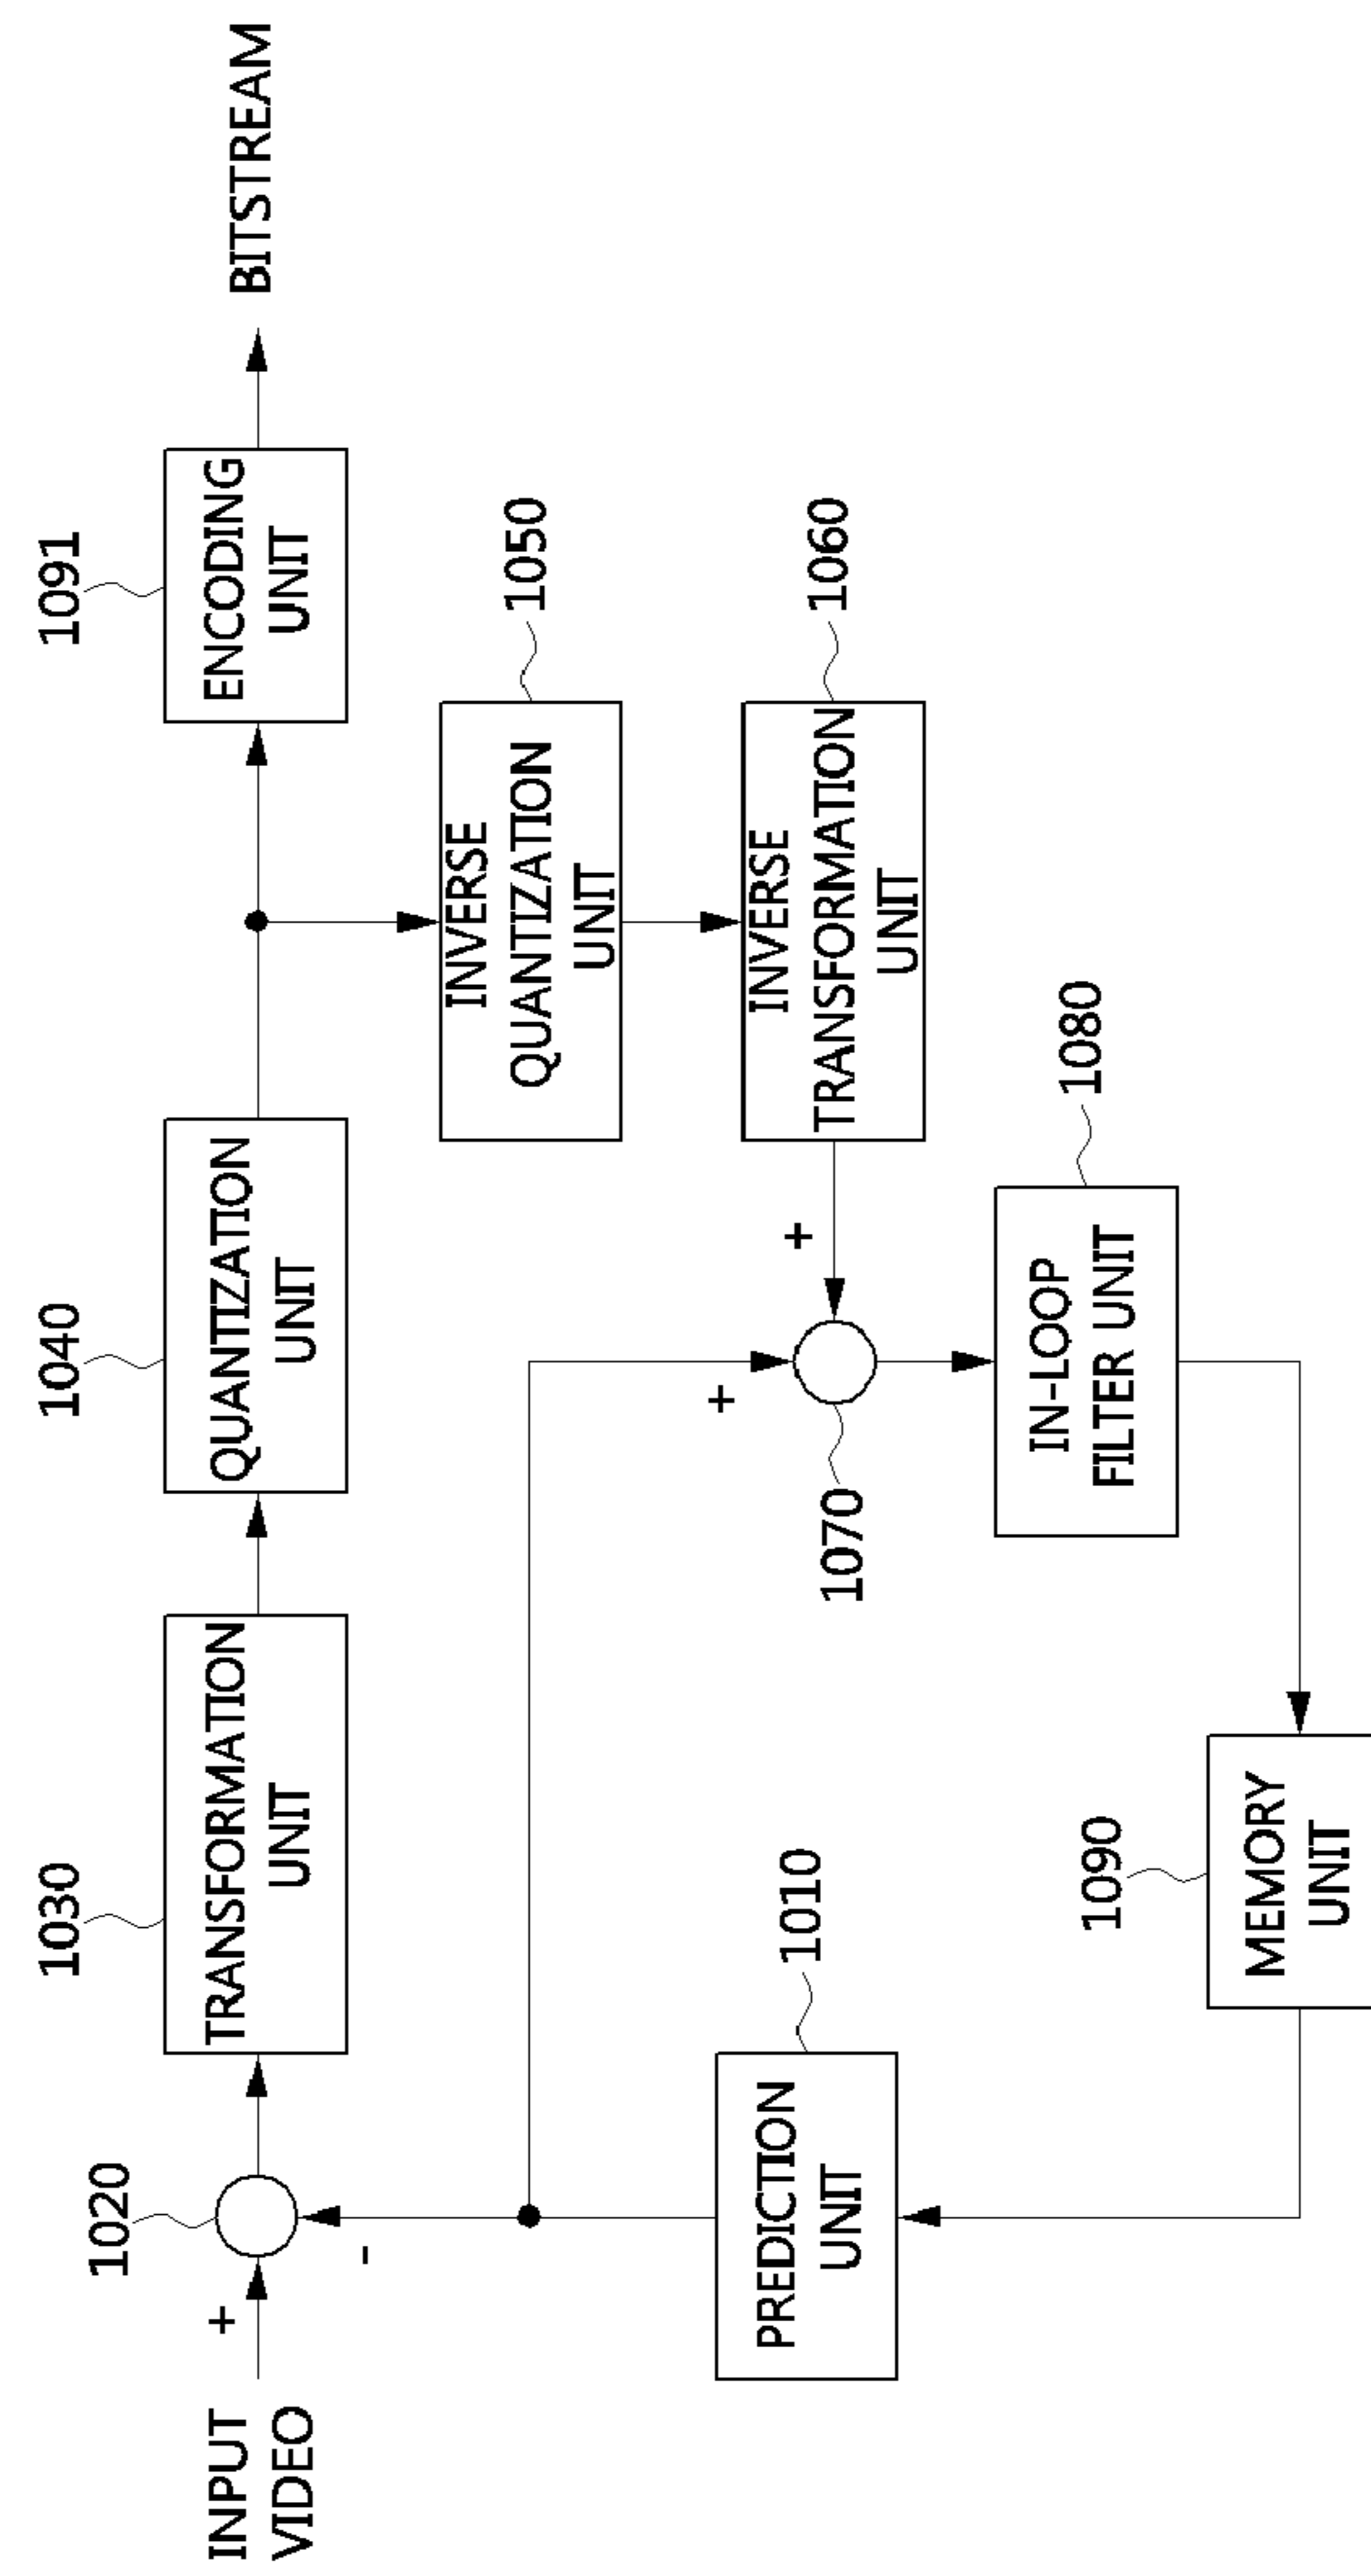 1020
1030
1040
1091
INPUT
VIDEO
+
-
TRANSFORMATION
UNIT
QUANTIZATION
UNIT
ENCODING
UNIT
BITSTREAM
INVERSE
QUANTIZATION
UNIT
1050
INVERSE
TRANSFORMATION
UNIT
1060
+
+
1070
PREDICTION
UNIT
1010
IN-LOOP
FILTER UNIT
1080
MEMORY
UNIT
1090